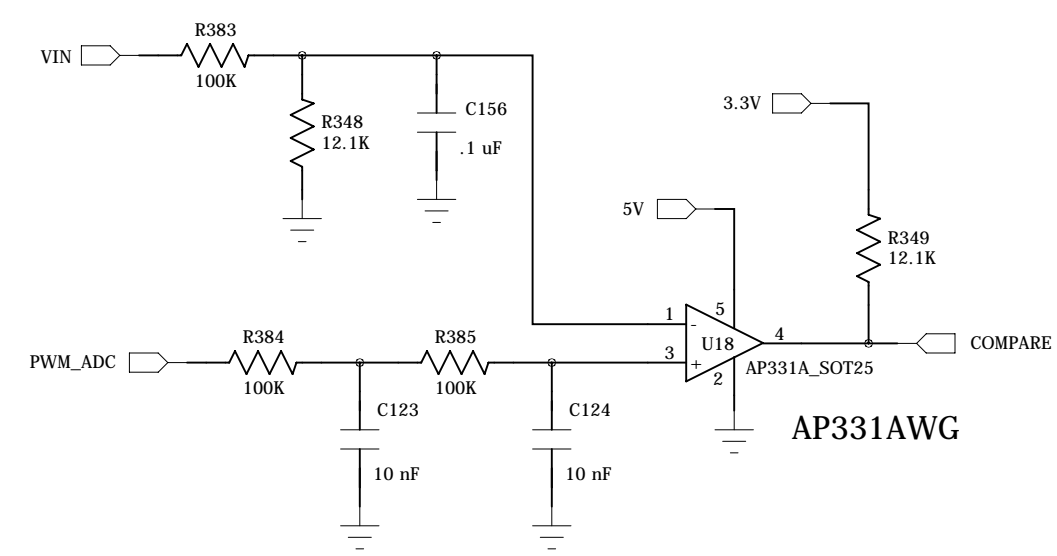 R383
VIN
100K
R348
12.1K
C156
.1 uF
3.3V
5V
R349
12.1K
1
5
-
U18
4
COMPARE
R384
R385
PWM_ADC
3
+
2
AP331A_SOT25
100K
100K
C123
C124
AP331AWG
10 nF
10 nF